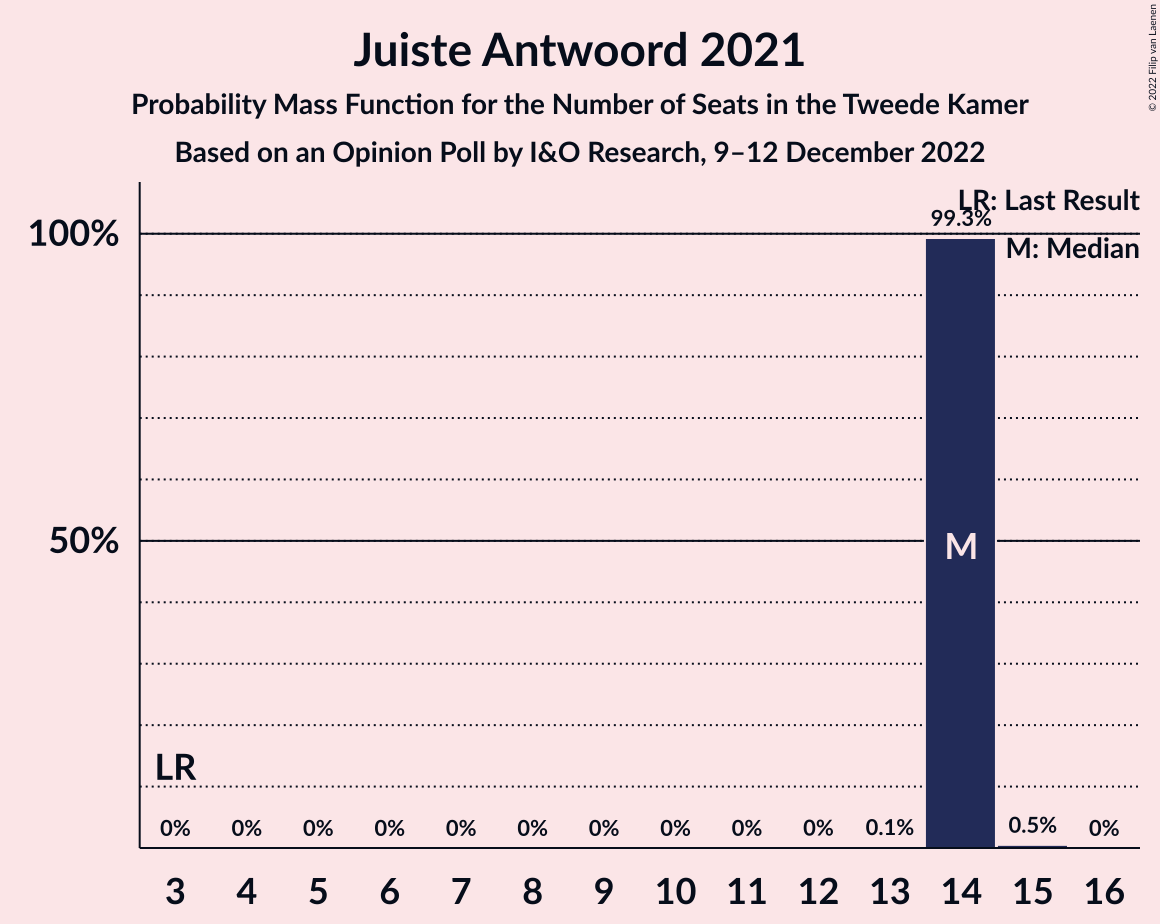 Juiste Antwoord 2021
Probability Mass Function for the Number of Seats in the Tweede Kamer
Based on an Opinion Poll by I&O Research, 9–12 December 2022
© 2022 Filip van Laenen
LR: Last Result
99.3%
100%
M: Median
50%
M
LR
0% 0% 0% 0% 0% 0% 0% 0% 0% 0% 0.1% 0.5% 0%
3 4 5 6 7 8 9 10 11 12 13 14 15 16